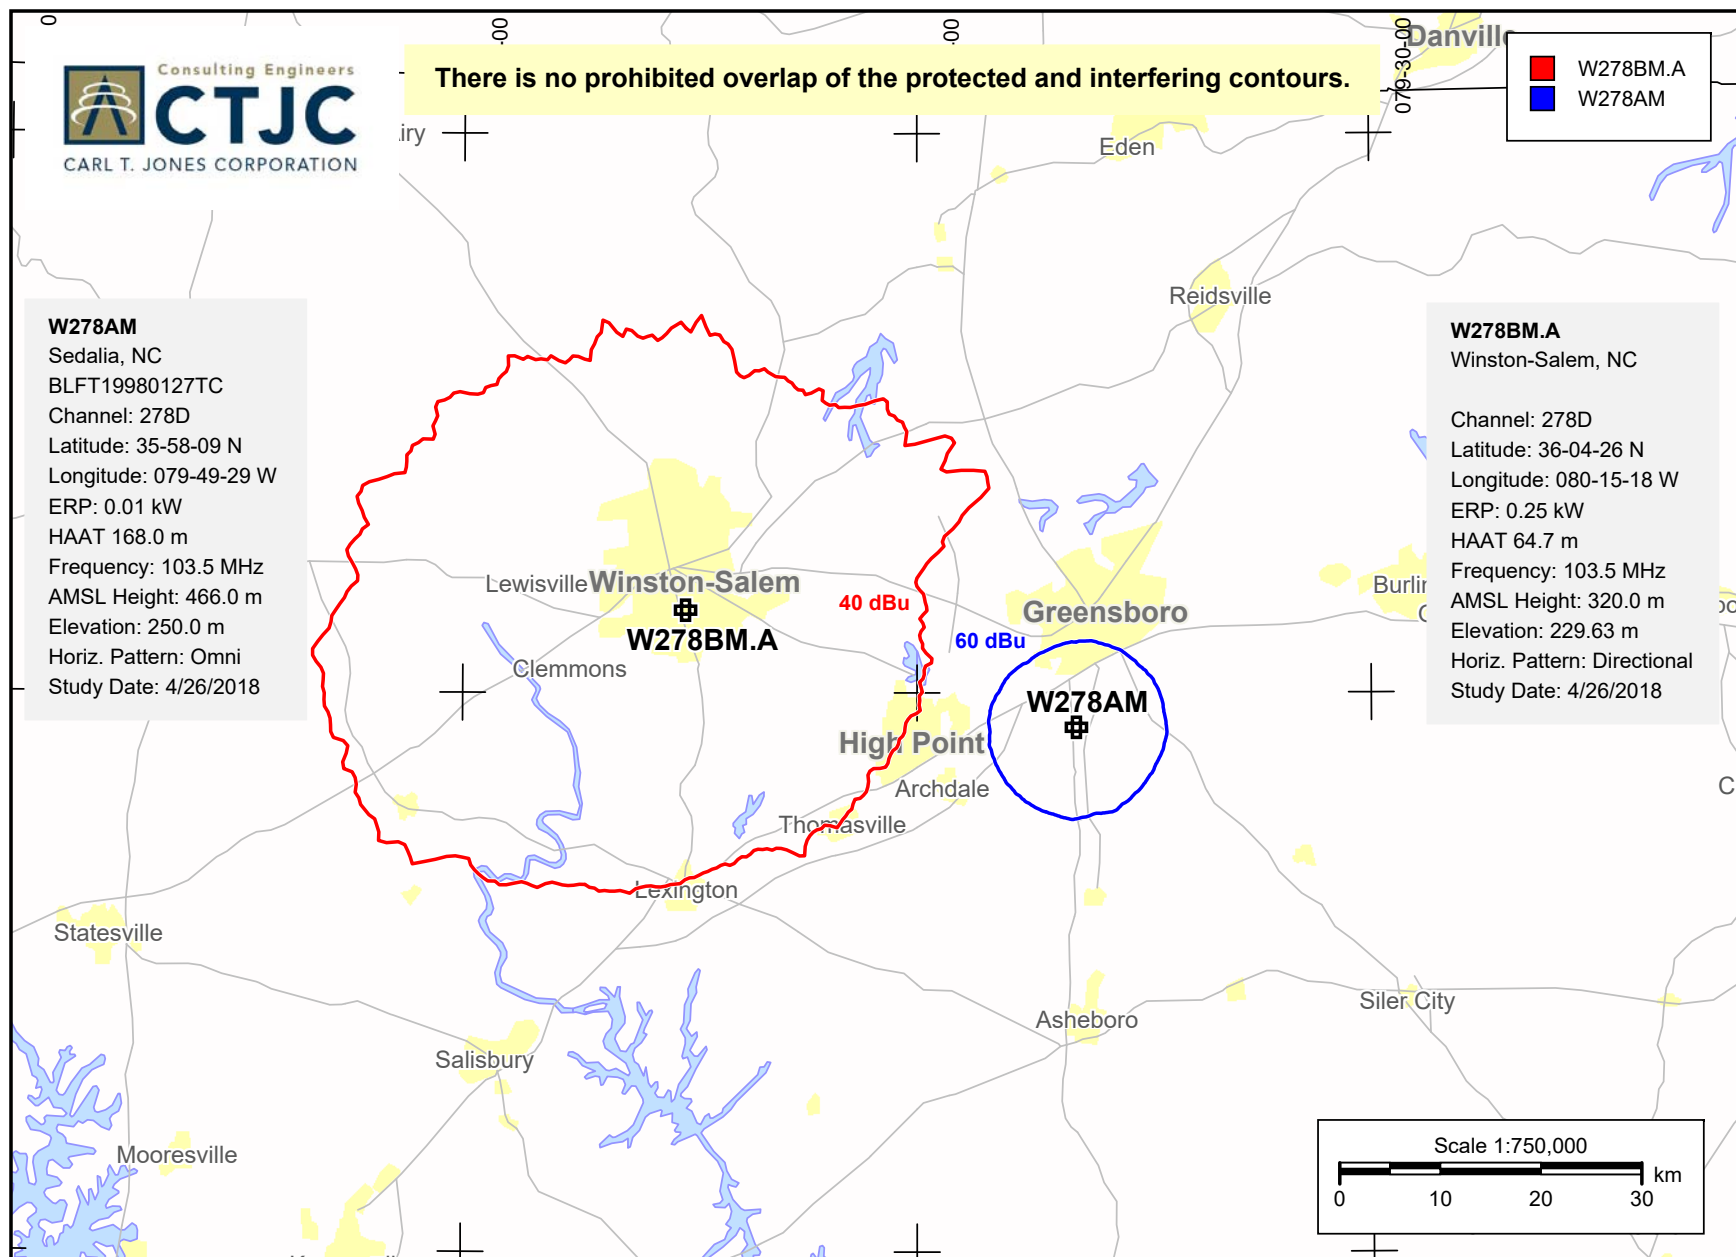 0
-00
-00
079-30-00
Consulting Engineers
CTJC
CARL T. JONES CORPORATION
There is no prohibited overlap of the protected and interfering contours.
W278BM.A
W278AM
Danville
Eden
Reidsville
W278AM
Sedalia, NC
BLFT19980127TC
Channel: 278D
Latitude: 35-58-09 N
Longitude: 079-49-29 W
ERP: 0.01 kW
HAAT 168.0 m
Frequency: 103.5 MHz
AMSL Height: 466.0 m
Elevation: 250.0 m
Horiz. Pattern: Omni
Study Date: 4/26/2018
W278BM.A
Winston-Salem, NC
Channel: 278D
Latitude: 36-04-26 N
Longitude: 080-15-18 W
ERP: 0.25 kW
HAAT 64.7 m
Frequency: 103.5 MHz
AMSL Height: 320.0 m
Elevation: 229.63 m
Horiz. Pattern: Directional
Study Date: 4/26/2018
Lewisville
Winston-Salem
W278BM.A
40 dBu
Greensboro
60 dBu
Clemmons
W278AM
High Point
Archdale
Thomasville
Lexington
Statesville
Asheboro
Siler City
Salisbury
Mooresville
Scale 1:750,000
km
0 10 20 30